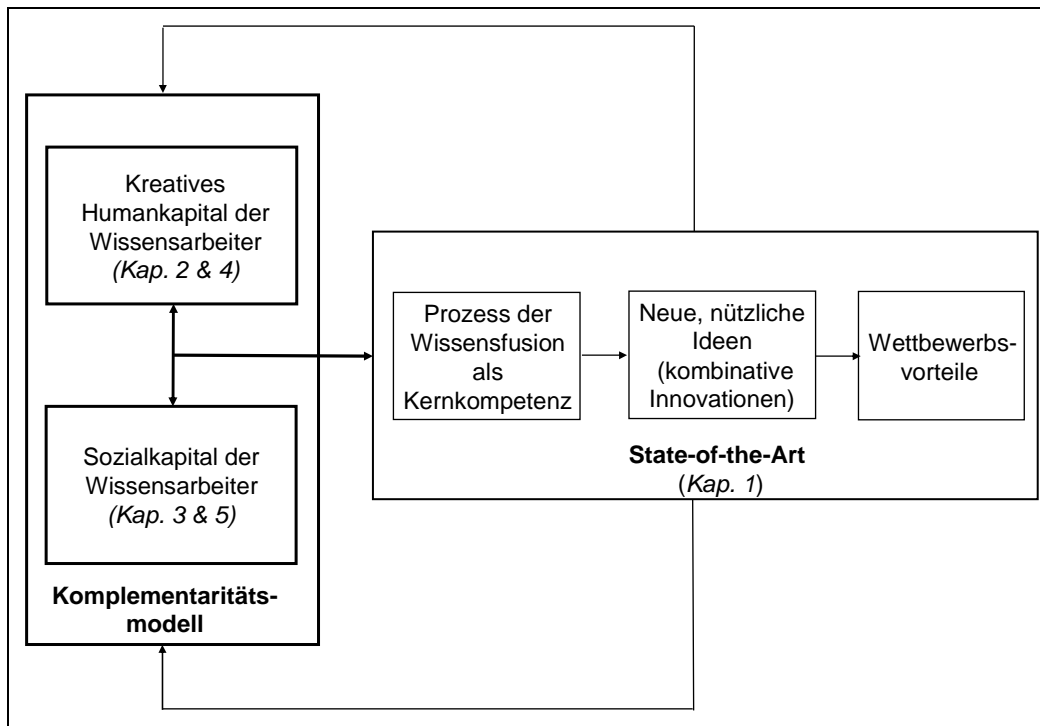 Kreatives
Humankapital der
Wissensarbeiter
(Kap. 2 & 4)
Sozialkapital der
Wissensarbeiter
(Kap. 3 & 5)
Komplementaritäts-
modell
Prozess der
Wissensfusion
als
Kernkompetenz
Neue, nützliche
Ideen
(kombinative
Innovationen)
Wettbewerbs-
vorteile
State-of-the-Art
(Kap. 1)